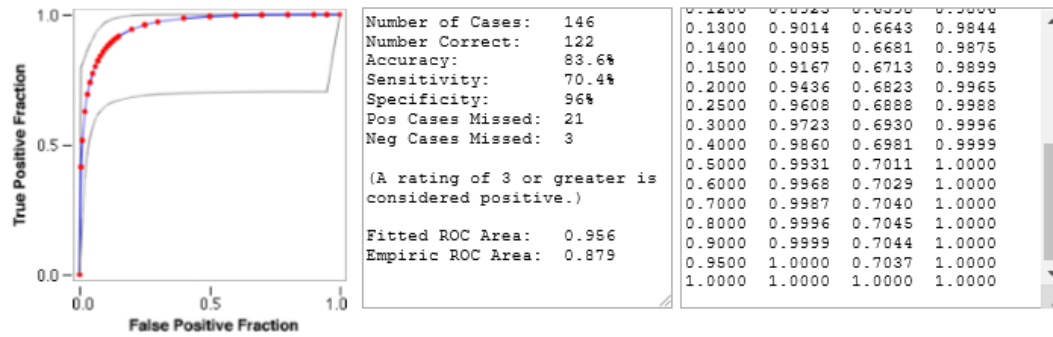 1.0
0.5
0.0
0.0 0.5 1.0
True Positive Fraction
False Positive Fraction
Number of Cases: 146
Number Correct: 122
Accuracy: 83.6%
Sensitivity: 70.4%
Specificity: 96%
Pos Cases Missed: 21
Neg Cases Missed: 3
(A rating of 3 or greater is
considered positive.)
Fitted ROC Area: 0.956
Empiric ROC Area: 0.879
0.1300 0.9014 0.6643 0.9844
0.1400 0.9095 0.6681 0.9875
0.1500 0.9167 0.6713 0.9899
0.2000 0.9436 0.6823 0.9965
0.2500 0.9608 0.6888 0.9988
0.3000 0.9723 0.6930 0.9996
0.4000 0.9860 0.6981 0.9999
0.5000 0.9931 0.7011 1.0000
0.6000 0.9968 0.7029 1.0000
0.7000 0.9987 0.7040 1.0000
0.8000 0.9996 0.7045 1.0000
0.9000 0.9999 0.7044 1.0000
0.9500 1.0000 0.7037 1.0000
1.0000 1.0000 1.0000 1.0000